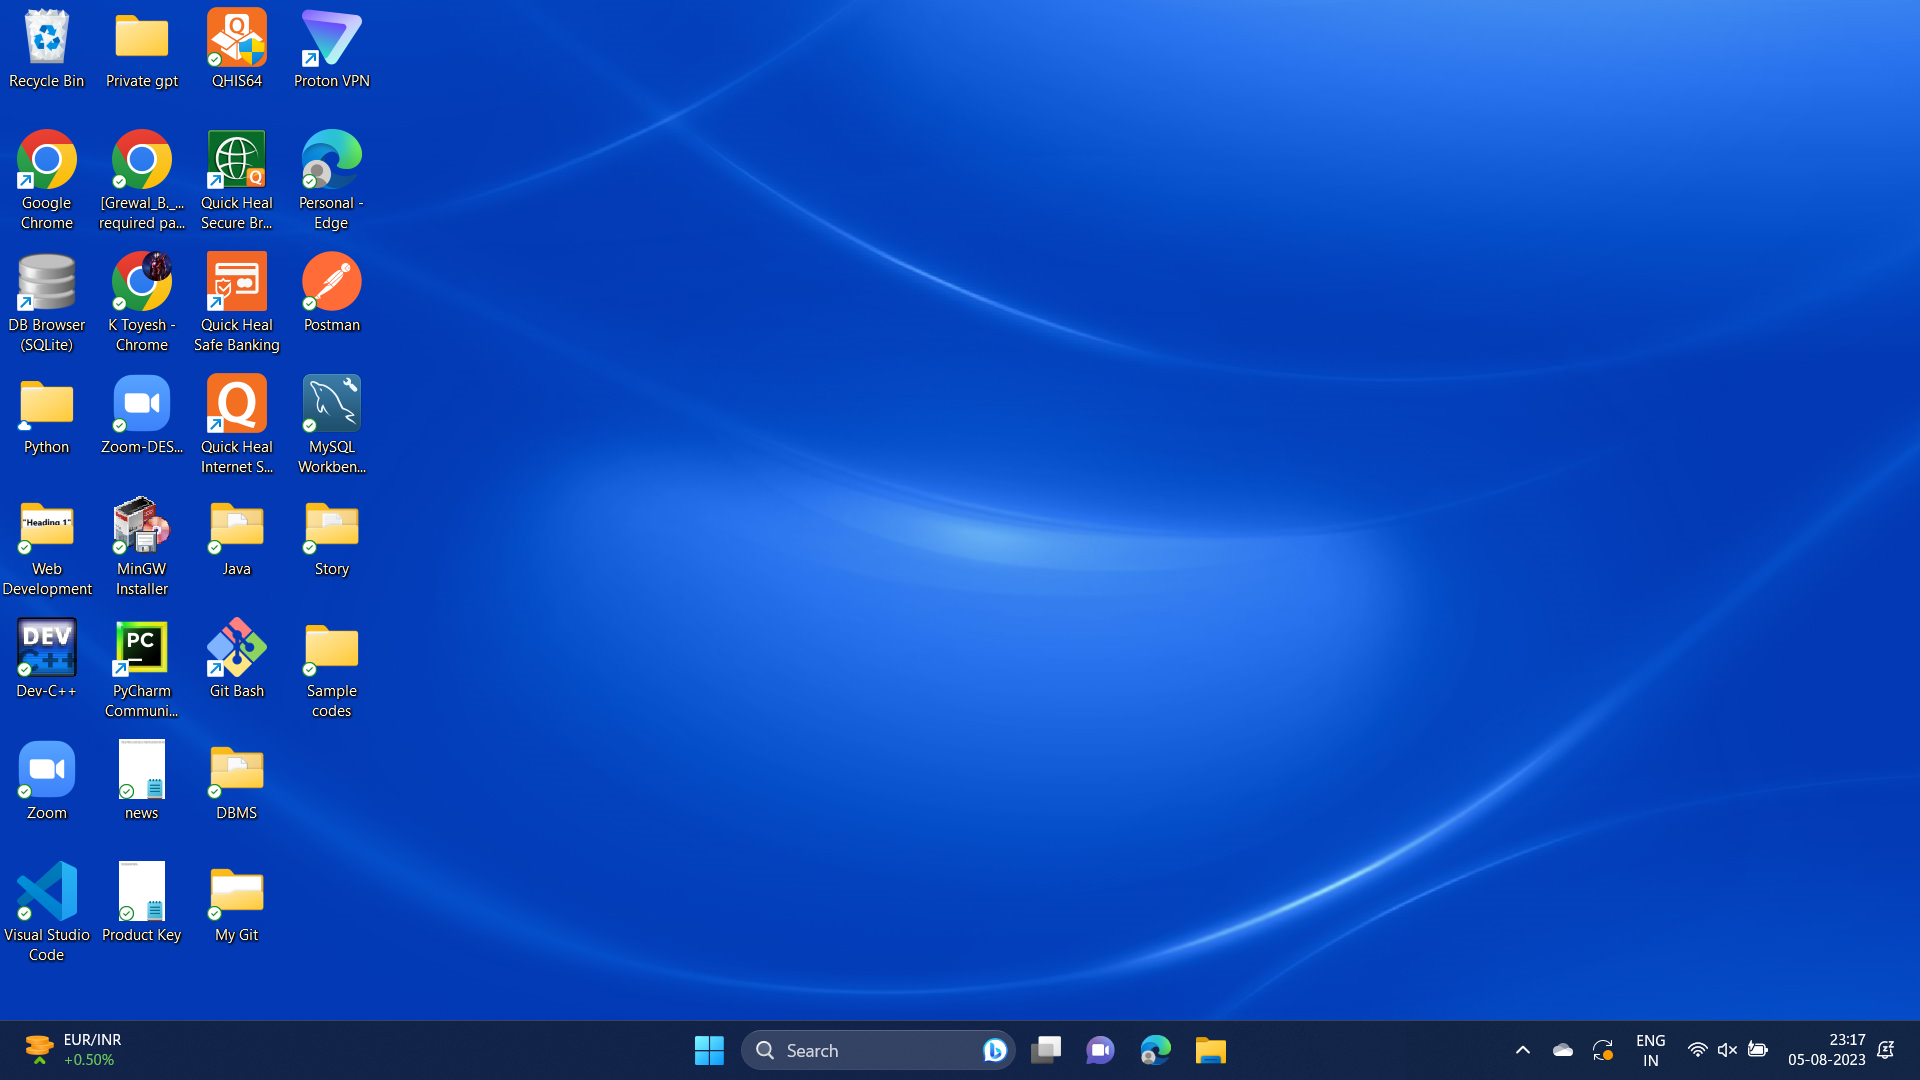 Recycle Bin
Private gpt
QHIS64
Proton VPN
Google
Chrome
[Grewal_B._...
required pa...
Quick Heal
Secure Br...
Personal -
Edge
DB Browser
(SQLite)
K Toyesh -
Chrome
Quick Heal
Safe Banking
Postman
Python
Zoom-DES...
Quick Heal
Internet S...
MySQL
Workben...
"Heading 1"
Web
Development
MinGW
Installer
Java
Story
DEV
C++
Dev-C++
PC
PyCharm
Communi...
Git Bash
Sample
codes
Zoom
news
DBMS
Visual Studio
Code
Product Key
My Git
EUR/INR
+0.50%
Search
ENG
IN
23:17
05-08-2023